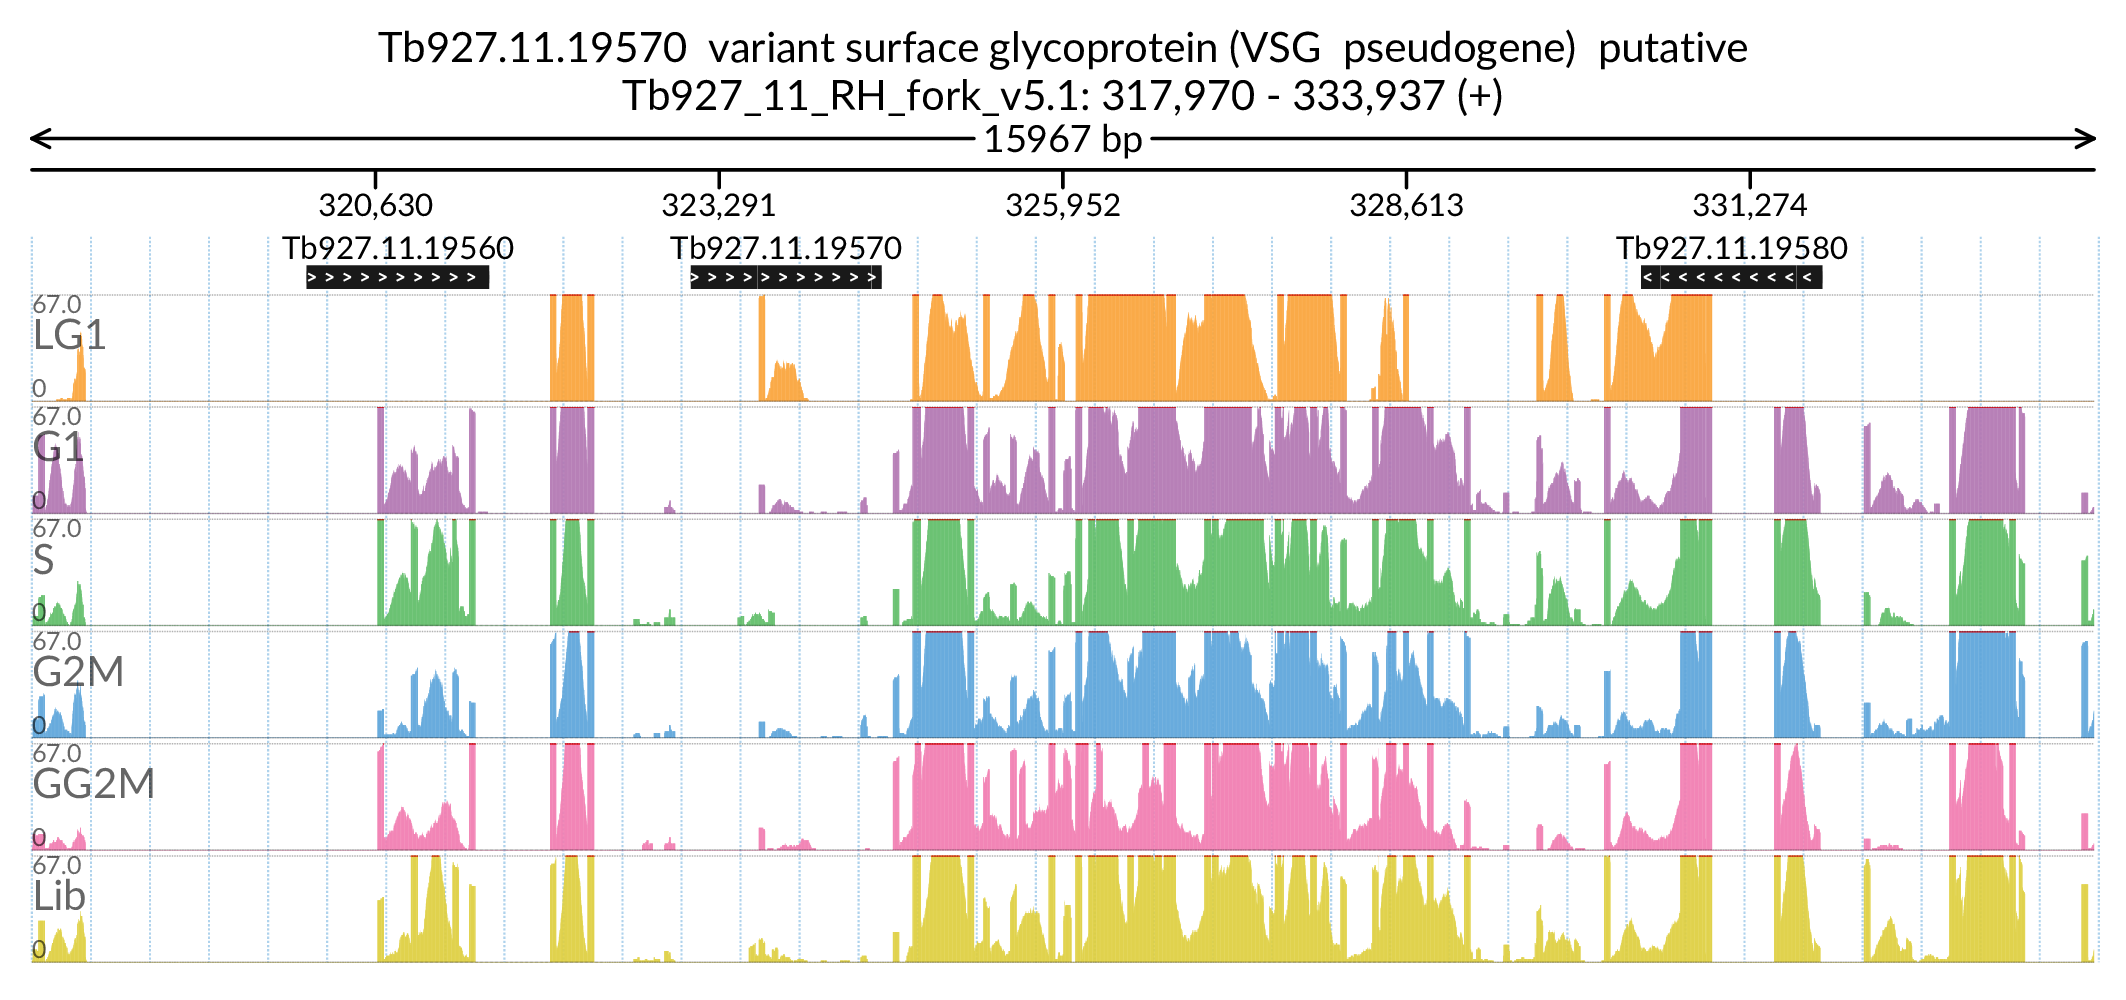 Tb927.11.19570 variant surface glycoprotein (VSG pseudogene) putative
Tb927_11_RH_fork_v5.1: 317,970 - 333,937 (+)
15967 bp
320,630 323,291 325,952 328,613 331,274
Tb927.11.19560 Tb927.11.19570 Tb927.11.19580
67.0
LG1
0
67.0
G1
0
67.0
S
0
67.0
G2M
0
67.0
GG2M
0
67.0
Lib
0